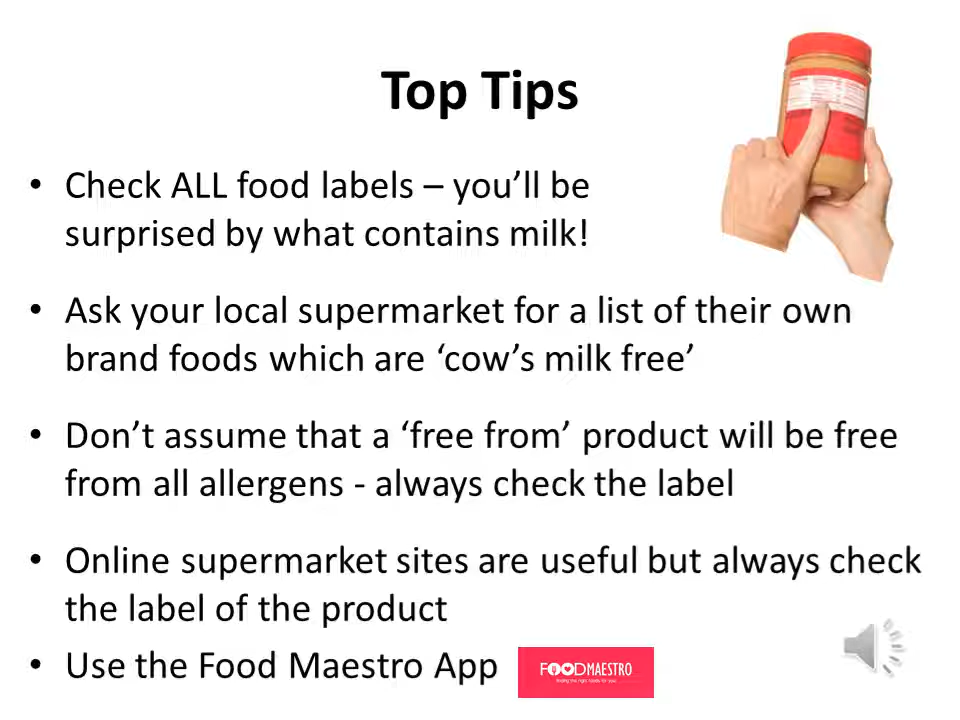 Top Tips
• Check ALL food labels – you’ll be
surprised by what contains milk!
• Ask your local supermarket for a list of their own
brand foods which are ‘cow’s milk free’
• Don’t assume that a ‘free from’ product will be free
from all allergens - always check the label
• Online supermarket sites are useful but always check
the label of the product
• Use the Food Maestro App
FOODMAESTRO